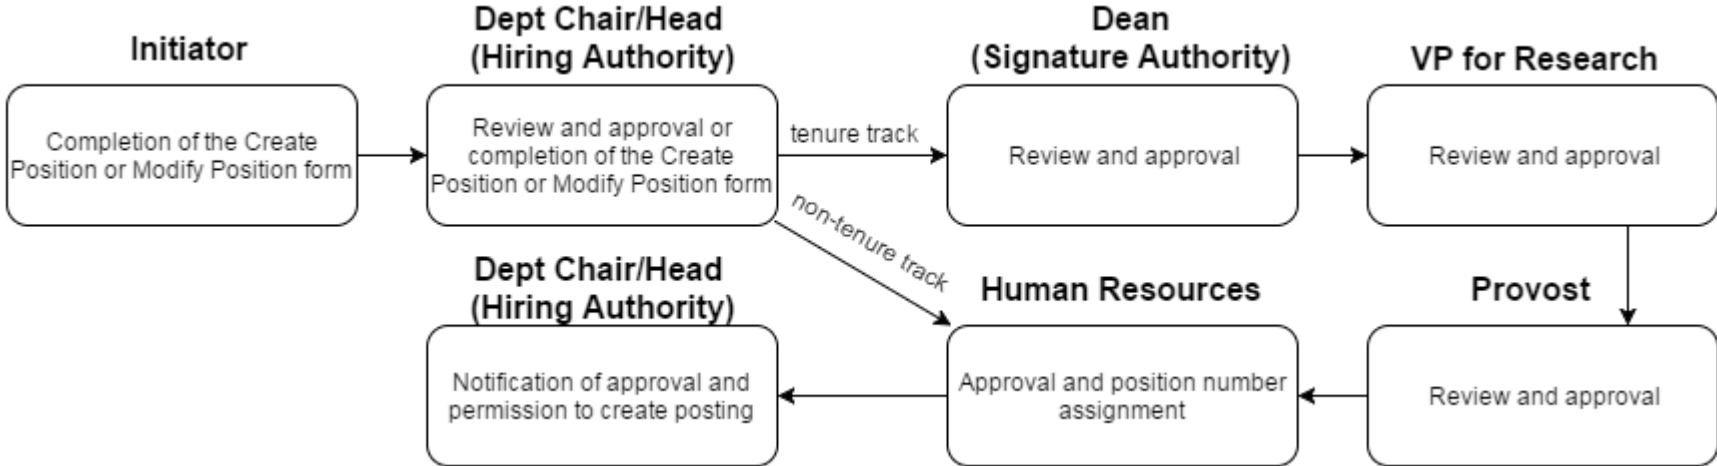 Initiator
Completion of the Create
Position or Modify Position form
Dept Chair/Head
(Hiring Authority)
Review and approval or
completion of the Create
Position or Modify Position form
tenure track
non-tenure track
Dean
(Signature Authority)
Review and approval
VP for Research
Review and approval
Provost
Review and approval
Human Resources
Approval and position number
assignment
Dept Chair/Head
(Hiring Authority)
Notification of approval and
permission to create posting